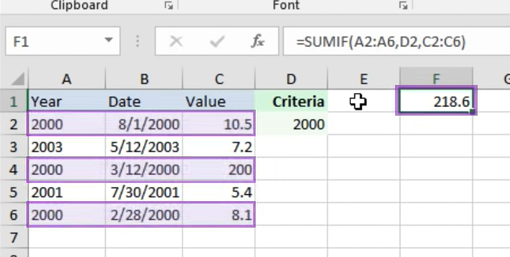 Clipboard Font
F1 fx =SUMIF(A2:A6,D2,C2:C6)
A B C D E F
1 Year Date Value Criteria 218.6
2 2000 8/1/2000 10.5 2000
3 2003 5/12/2003 7.2
4 2000 3/12/2000 200
5 2001 7/30/2001 5.4
6 2000 2/28/2000 8.1
7